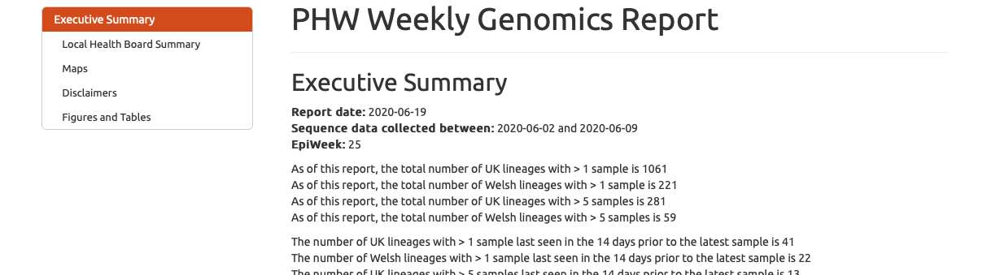 Executive Summary
Local Health Board Summary
Maps
Disclaimers
Figures and Tables
PHW Weekly Genomics Report
Executive Summary
Report date: 2020-06-19
Sequence data collected between: 2020-06-02 and 2020-06-09
EpiWeek: 25
As of this report, the total number of UK lineages with > 1 sample is 1061
As of this report, the total number of Welsh lineages with > 1 sample is 221
As of this report, the total number of UK lineages with > 5 samples is 281
As of this report, the total number of Welsh lineages with > 5 samples is 59
The number of UK lineages with > 1 sample last seen in the 14 days prior to the latest sample is 41
The number of Welsh lineages with > 1 sample last seen in the 14 days prior to the latest sample is 22
The number of UK lineages with > 5 samples last seen in the 14 days prior to the latest sample is 13